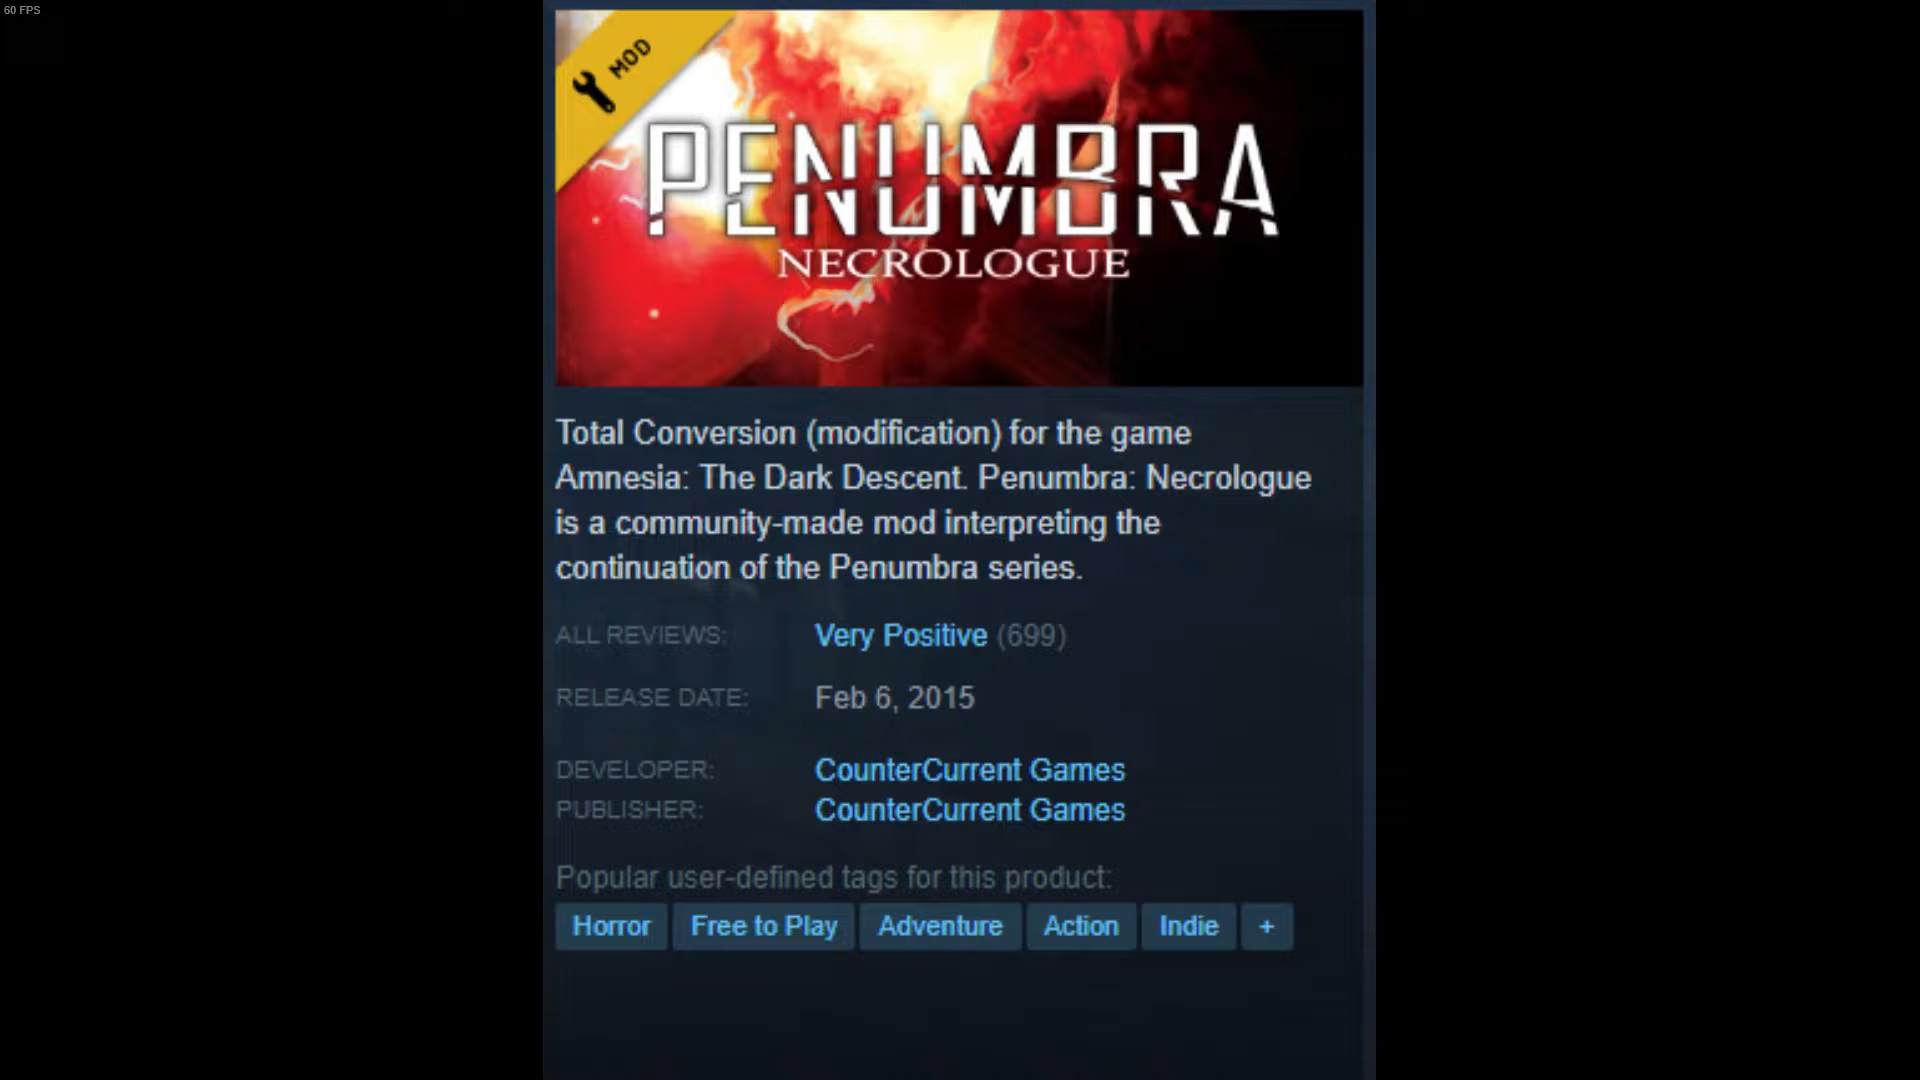 60 FPS
MOD
PENUMBRA
NECROLOGUE
Total Conversion (modification) for the game
Amnesia: The Dark Descent. Penumbra: Necrologue
is a community-made mod interpreting the
continuation of the Penumbra series.
ALL REVIEWS: Very Positive (699)
RELEASE DATE: Feb 6, 2015
DEVELOPER: CounterCurrent Games
PUBLISHER: CounterCurrent Games
Popular user-defined tags for this product:
Horror Free to Play Adventure Action Indie +